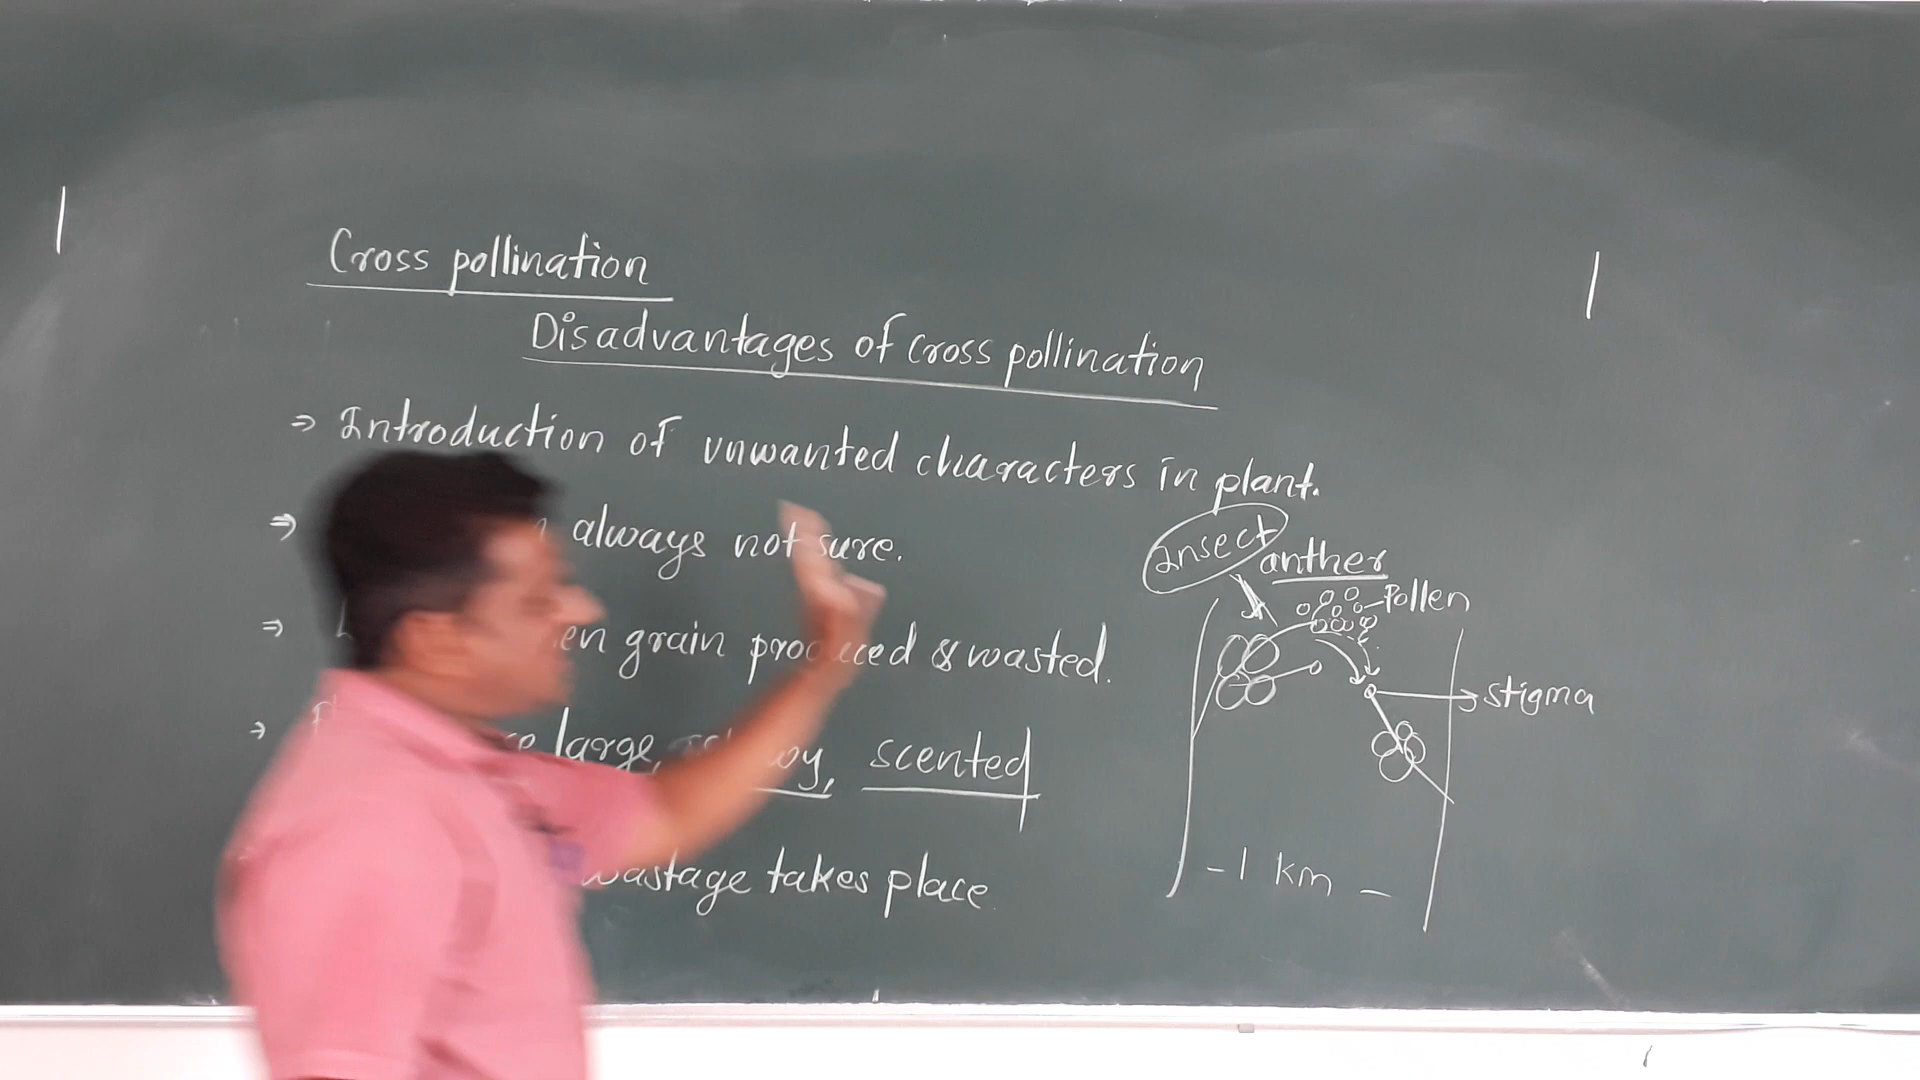 Cross pollination
Disadvantages of cross pollination
⇒ Introduction of unwanted characters in plant.
⇒ always not sure.
⇒ grain produced & wasted.
→ large, scented
wastage takes place
Insect
anther
Pollen
stigma
- 1 km -